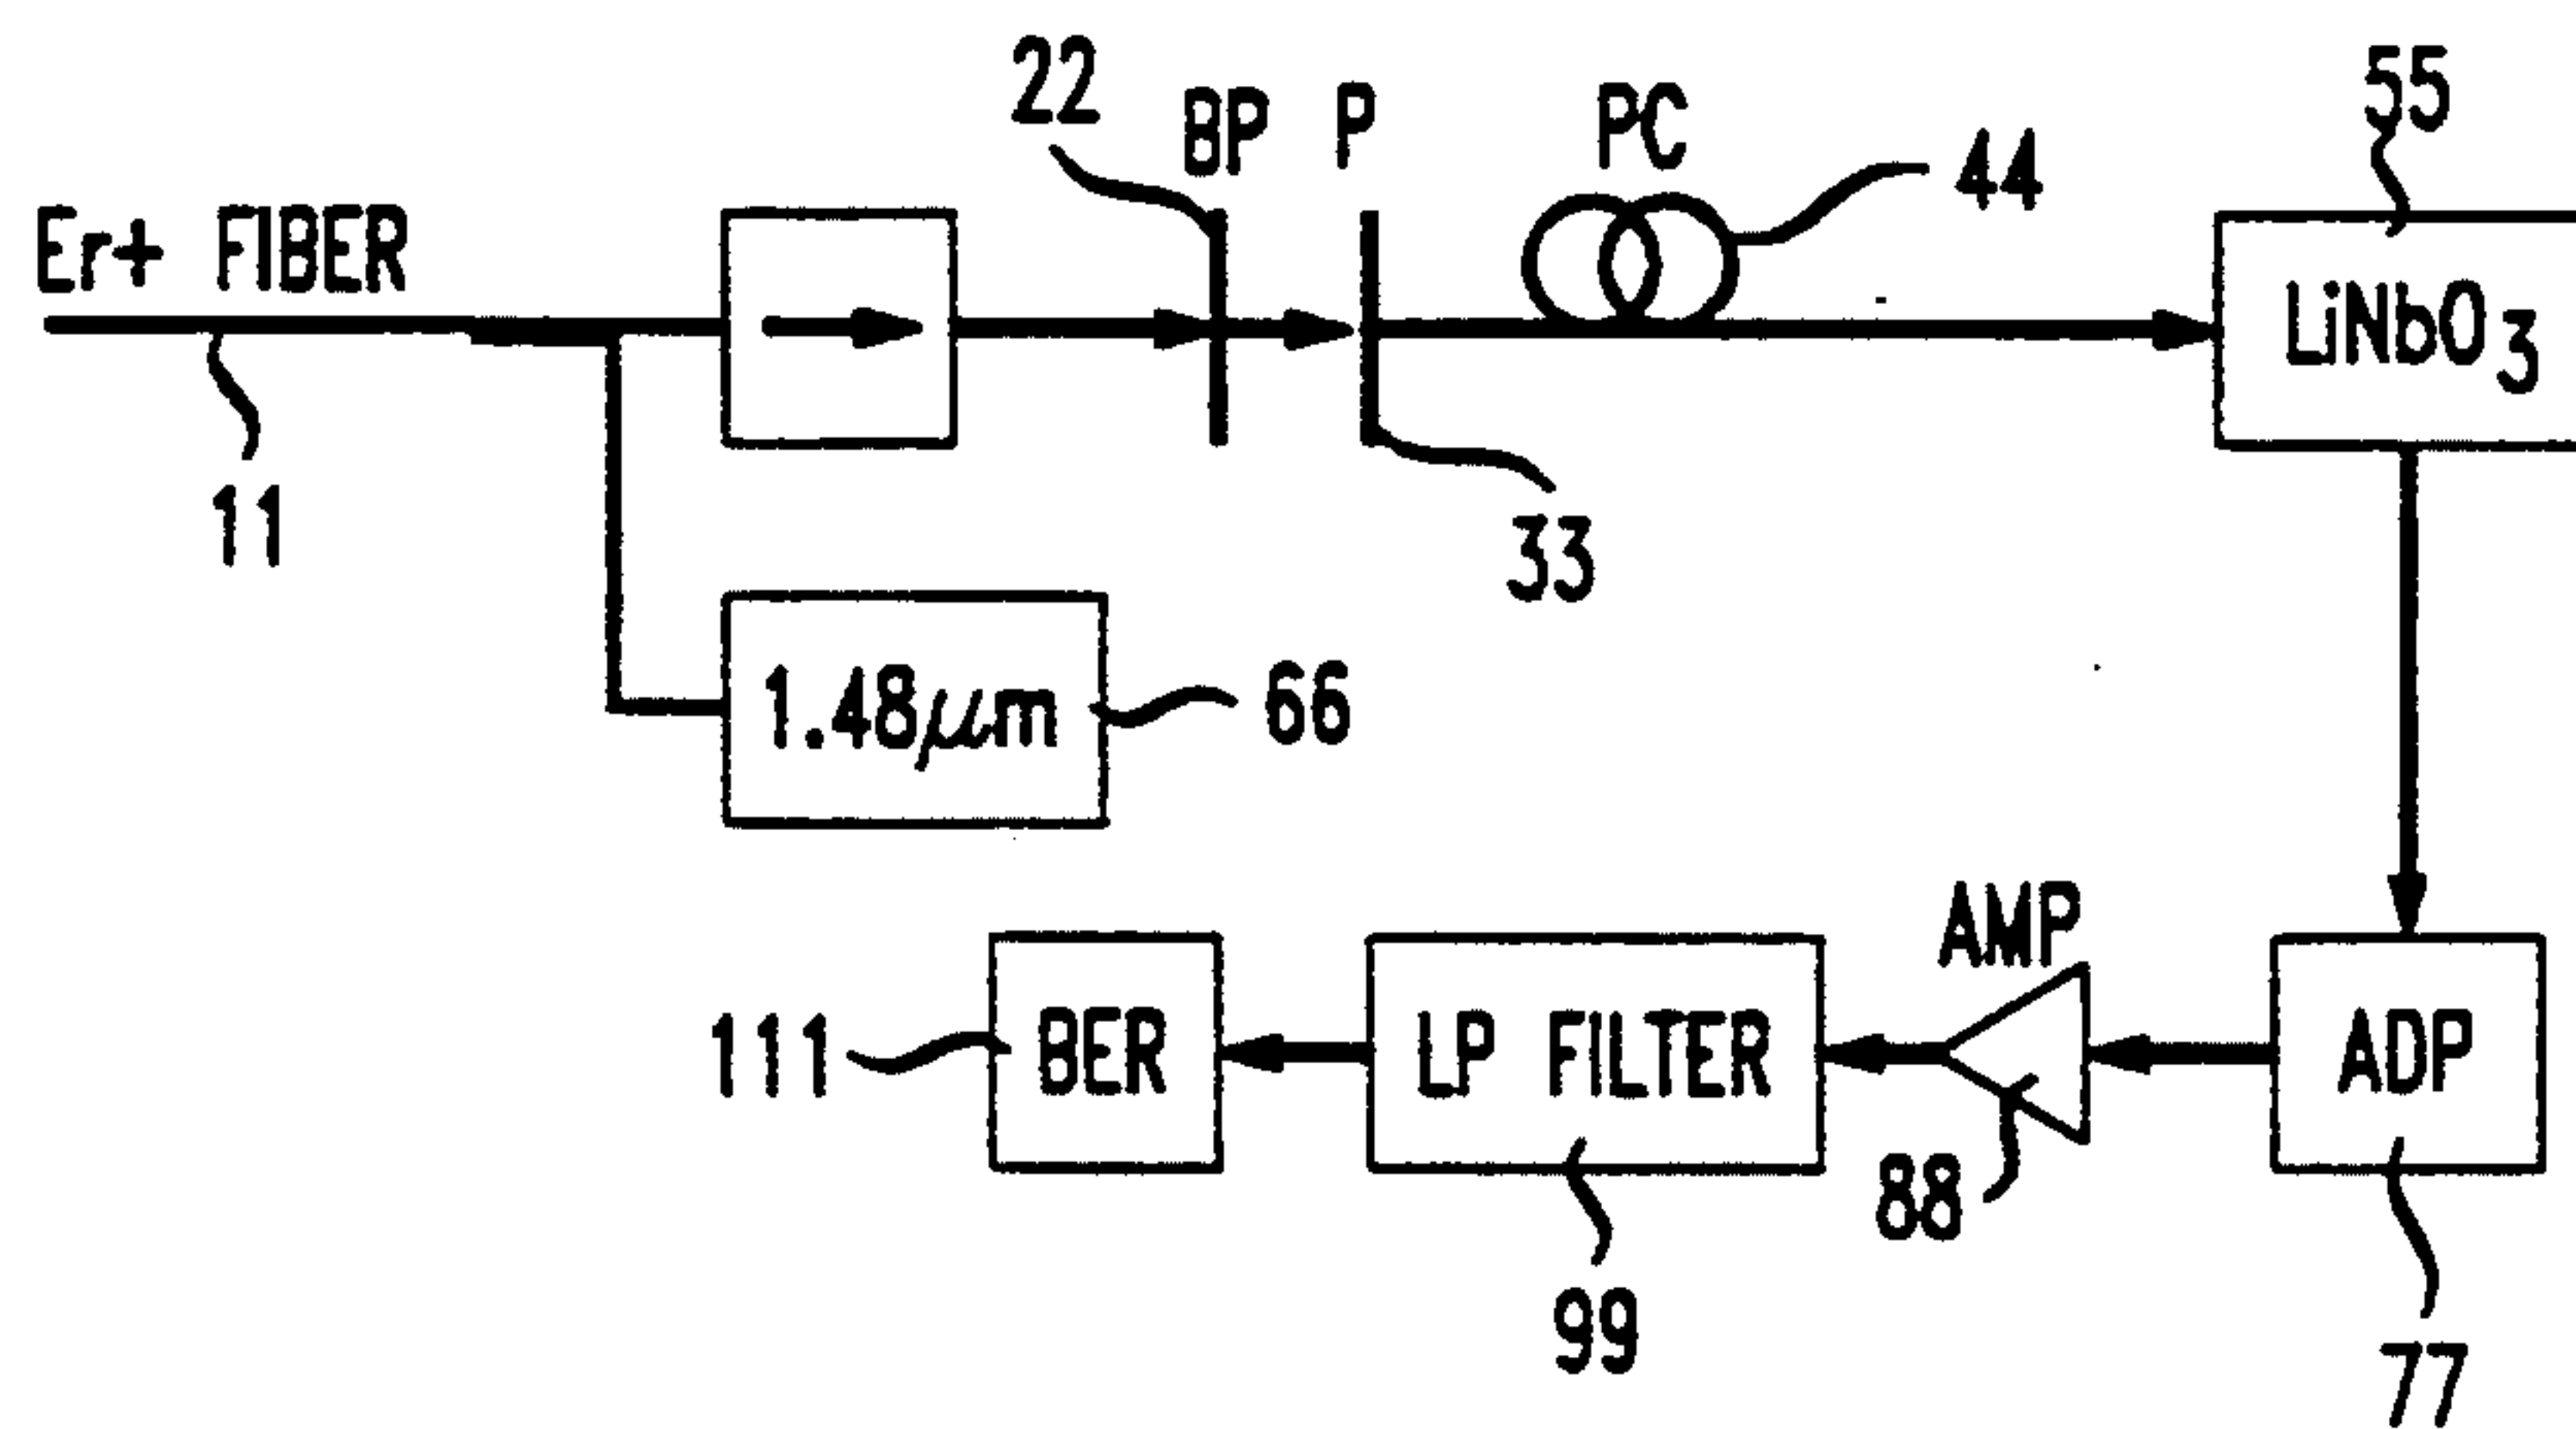 22
BP
P
PC
55
44
Er+ FIBER
LiNbO3
11
33
1.48μm
66
AMP
111
BER
LP FILTER
ADP
88
99
77